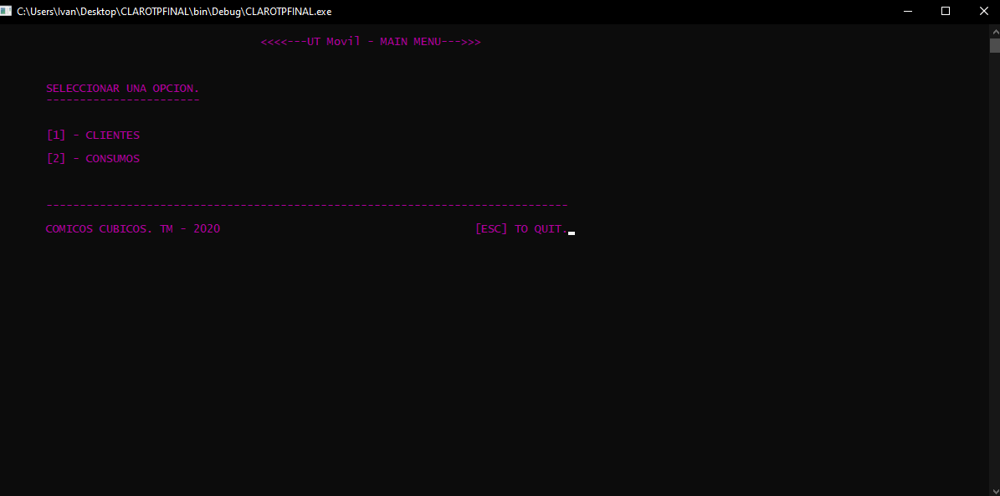 C:\Users\Ivan\Desktop\CLAROTPFINAL\bin\Debug\CLAROTPFINAL.exe
<<<<---UT Movil - MAIN MENU--->>>
SELECCIONAR UNA OPCION.
-----------------------
[1] - CLIENTES
[2] - CONSUMOS
------------------------------------------------------------------------------
COMICOS CUBICOS. TM - 2020 [ESC] TO QUIT.